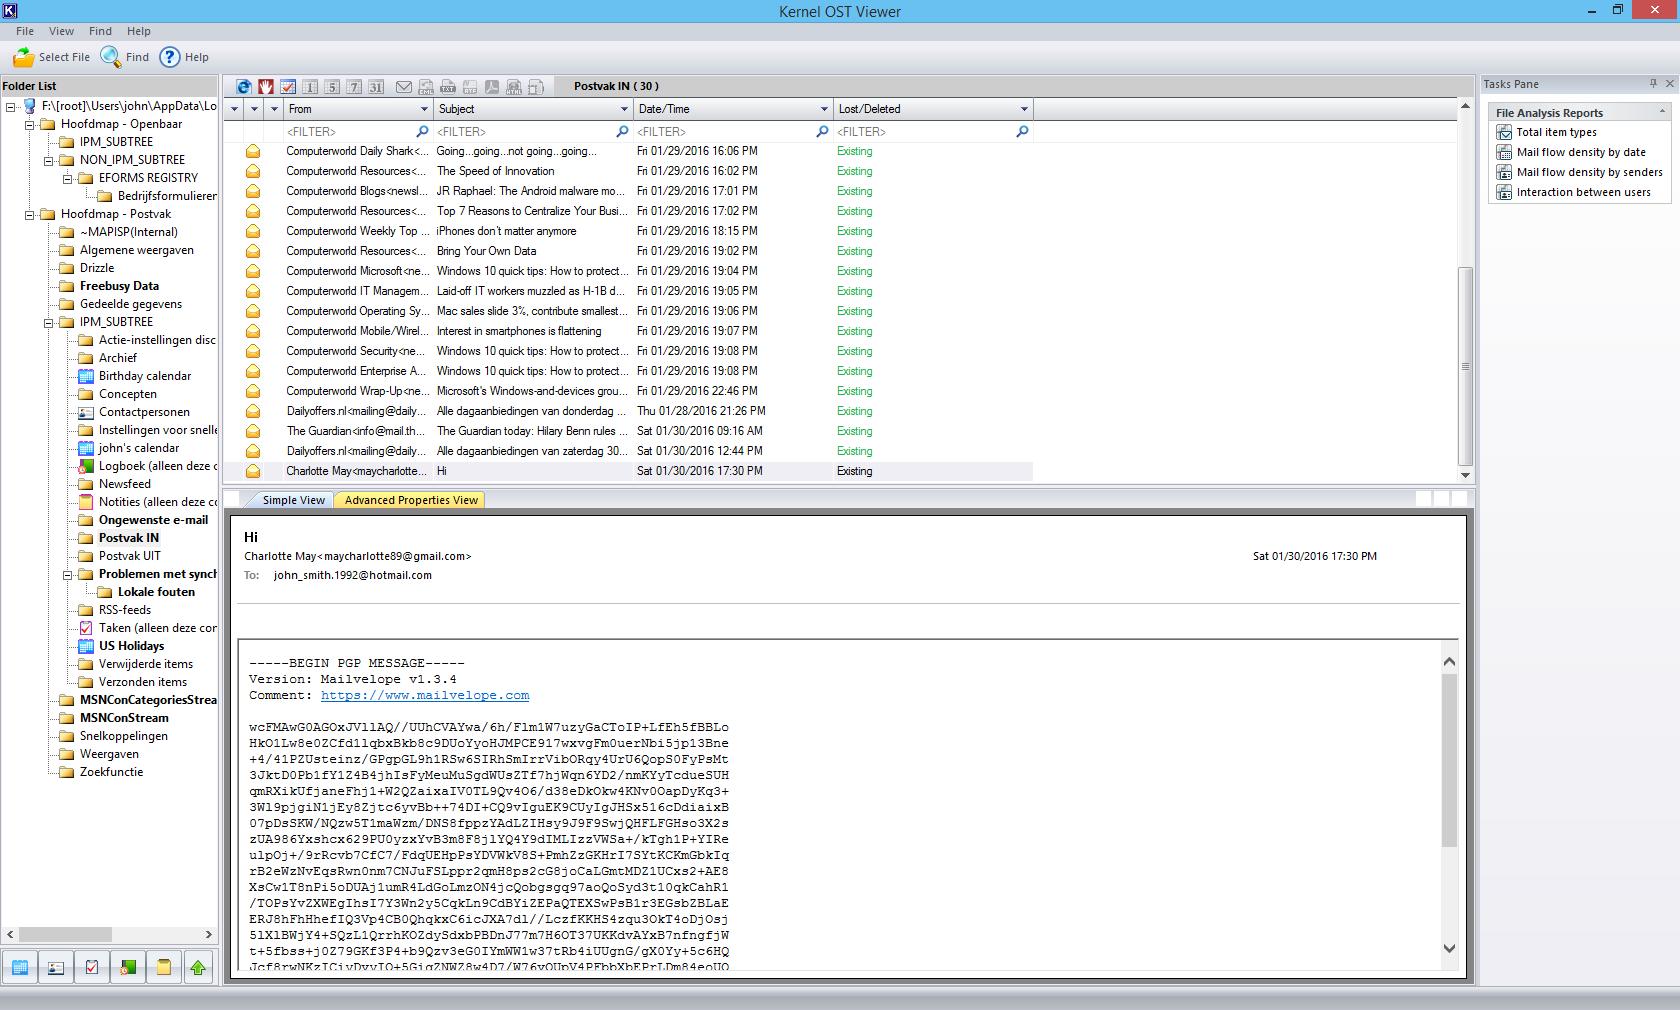 Kernel OST Viewer
File View Find Help
Select File Find Help
Folder List
F:\[root]\Users\john\AppData\Lo
Hoofdmap - Openbaar
IPM_SUBTREE
NON_IPM_SUBTREE
EFORMS REGISTRY
Bedrijfsformulieren
Hoofdmap - Postvak
~MAPISP(Internal)
Algemene weergaven
Drizzle
Freebusy Data
Gedeelde gegevens
IPM_SUBTREE
Actie-instellingen disc
Archief
Birthday calendar
Concepten
Contactpersonen
Instellingen voor snelle
john's calendar
Logboek (alleen deze c
Newsfeed
Notities (alleen deze co
Ongewenste e-mail
Postvak IN
Postvak UIT
Problemen met synch
Lokale fouten
RSS-feeds
Taken (alleen deze con
US Holidays
Verwijderde items
Verzonden items
MSNConCategoriesStrea
MSNConStream
Snelkoppelingen
Weergaven
Zoekfunctie
Postvak IN ( 30 )
From Subject Date/Time Lost/Deleted
<FILTER> <FILTER> <FILTER> <FILTER>
Computerworld Daily Shark<... Going...going...not going...going... Fri 01/29/2016 16:06 PM Existing
Computerworld Resources<... The Speed of Innovation Fri 01/29/2016 16:02 PM Existing
Computerworld Blogs<newsl... JR Raphael: The Android malware mo... Fri 01/29/2016 17:01 PM Existing
Computerworld Resources<... Top 7 Reasons to Centralize Your Busi... Fri 01/29/2016 17:02 PM Existing
Computerworld Weekly Top ... iPhones don't matter anymore Fri 01/29/2016 18:15 PM Existing
Computerworld Resources<... Bring Your Own Data Fri 01/29/2016 19:02 PM Existing
Computerworld Microsoft<ne... Windows 10 quick tips: How to protect... Fri 01/29/2016 19:04 PM Existing
Computerworld IT Managem... Laid-off IT workers muzzled as H-1B d... Fri 01/29/2016 19:05 PM Existing
Computerworld Operating Sy... Mac sales slide 3%, contribute smallest... Fri 01/29/2016 19:06 PM Existing
Computerworld Mobile/Wirel... Interest in smartphones is flattening Fri 01/29/2016 19:07 PM Existing
Computerworld Security<ne... Windows 10 quick tips: How to protect... Fri 01/29/2016 19:08 PM Existing
Computerworld Enterprise A... Windows 10 quick tips: How to protect... Fri 01/29/2016 19:08 PM Existing
Computerworld Wrap-Up<ne... Microsoft's Windows-and-devices grou... Fri 01/29/2016 22:46 PM Existing
Dailyoffers.nl<mailing@daily... Alle dagaanbiedingen van donderdag ... Thu 01/28/2016 21:26 PM Existing
The Guardian<info@mail.th... The Guardian today: Hilary Benn rules ... Sat 01/30/2016 09:16 AM Existing
Dailyoffers.nl<mailing@daily... Alle dagaanbiedingen van zaterdag 30... Sat 01/30/2016 12:44 PM Existing
Charlotte May<maycharlotte... Hi Sat 01/30/2016 17:30 PM Existing
Simple View Advanced Properties View
Hi
Charlotte May<maycharlotte89@gmail.com> Sat 01/30/2016 17:30 PM
To: john_smith.1992@hotmail.com
-----BEGIN PGP MESSAGE-----
Version: Mailvelope v1.3.4
Comment: https://www.mailvelope.com
wcFMAwG0AGOxJVllAQ//UUhCVAYwa/6h/Flm1W7uzyGaCToIP+LfEh5fBBLo
HkO1Lw8e0ZCfd1lqbxBkb8c9DUoYyoHJMPCE917wxvgFm0uerNbi5jp13Bne
+4/41PZUsteinz/GPgpGL9h1RSw6SIRhSmIrrVibORqy4UrU6QopS0FyPsMt
3JktD0Pb1fY1Z4B4jhIsFyMeuMuSgdWUsZTf7hjWqn6YD2/nmKYyTcdueSUH
qmRXikUfjaneFhj1+W2QZaixaIV0TL9Qv4O6/d38eDkOkw4KNv0OapDyKq3+
3Wl9pjgiN1jEy8Zjtc6yvBb++74DI+CQ9vIguEK9CUyIgJHSx516cDdiaixB
07pDsSKW/NQzw5T1maWzm/DNS8fppzYAdLZIHsy9J9F9SwjQHFLFGHso3X2s
zUA986Yxshcx629PU0yzxYvB3m8F8jlYQ4Y9dIMLIzzVWSa+/kTgh1P+YIRe
ulpOj+/9rRcvb7CfC7/FdqUEHpPsYDVWkV8S+PmhZzGKHrI7SYtKCKmGbkIq
rB2eWzNvEqsRwn0nm7CNJuFSLppr2qmH8ps2cG8joCaLGmtMDZ1UCxs2+AE8
XsCw1T8nPi5oDUAj1umR4LdGoLmzON4jcQobgsgq97aoQoSyd3t10qkCahR1
/TOPsYvZXWEgIhsI7Y3Wn2y5CqkLn9CdBYiZEPaQTEXSwPsB1r3EGsbZBLaE
ERJ8hFhHhefIQ3Vp4CB0QhqkxC6icJXA7dl//LczfKKHS4zqu3OkT4oDjOsj
5lXlBWjY4+SQzL1QrrhKOZdySdxbPBDnJ77m7H6OT37UKKdvAYxB7nfngfjW
t+5fbss+j0Z79GKf3P4+b9Qzv3eG0IYmWW1w37tRb4iUUgnG/gX0Yy+5c6HQ
Tasks Pane
File Analysis Reports
Total item types
Mail flow density by date
Mail flow density by senders
Interaction between users